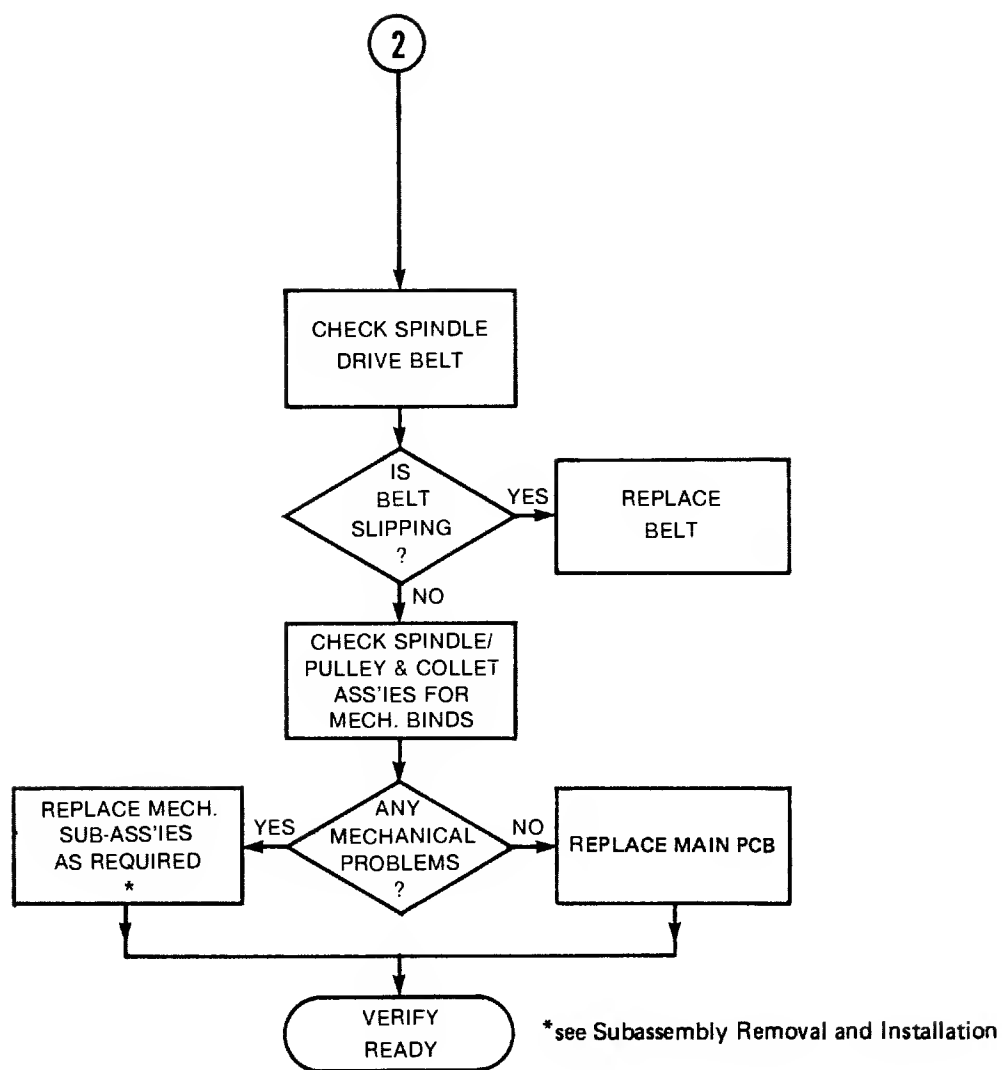 2
CHECK SPINDLE
DRIVE BELT
IS
BELT
SLIPPING
?
YES
REPLACE
BELT
NO
CHECK SPINDLE/
PULLEY & COLLET
ASS'IES FOR
MECH. BINDS
REPLACE MECH.
SUB-ASS'IES
AS REQUIRED
*
YES
ANY
MECHANICAL
PROBLEMS
?
NO
REPLACE MAIN PCB
VERIFY
READY
*see Subassembly Removal and Installation